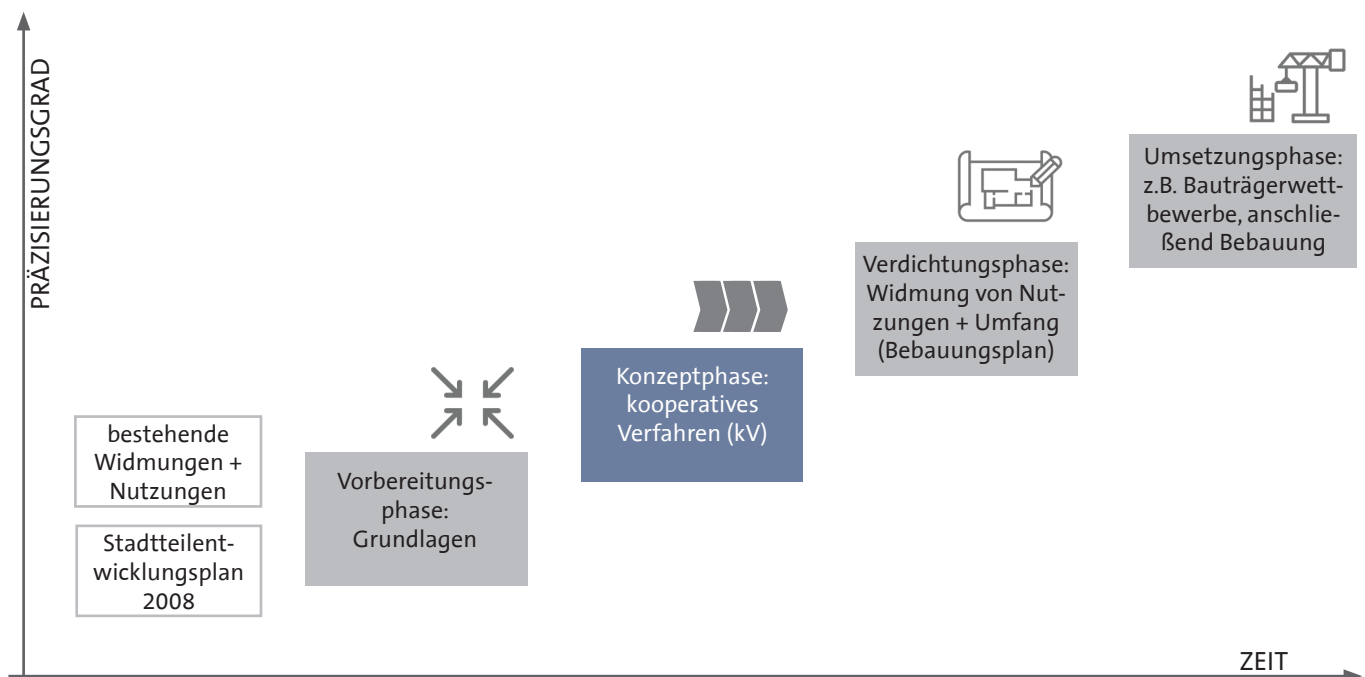 PRÄZISIERUNGSGRAD
bestehende
Widmungen +
Nutzungen
Stadtteilent-
wicklungsplan
2008
Vorbereitungs-
phase:
Grundlagen
Konzeptphase:
kooperatives
Verfahren (kV)
Verdichtungsphase:
Widmung von Nut-
zungen + Umfang
(Bebauungsplan)
Umsetzungsphase:
z.B. Bauträgerwett-
bewerbe, anschlie-
ßend Bebauung
ZEIT